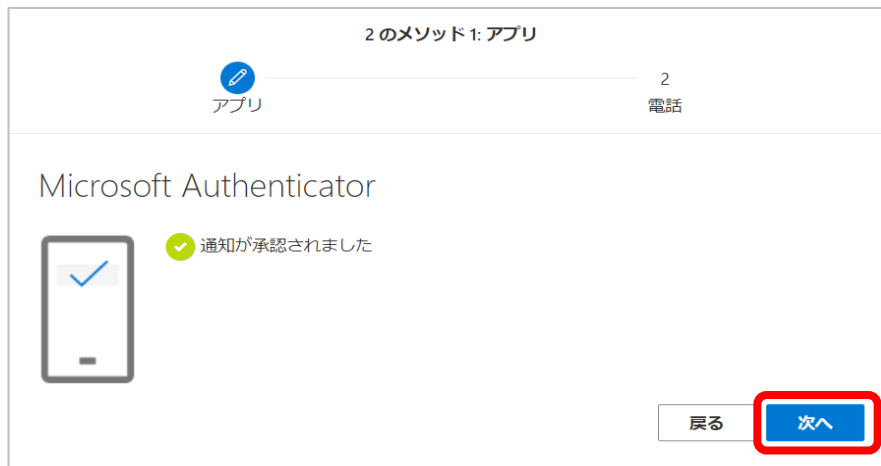 2 のメソッド 1: アプリ
2
アプリ
電話
Microsoft Authenticator
通知が承認されました
戻る
次へ